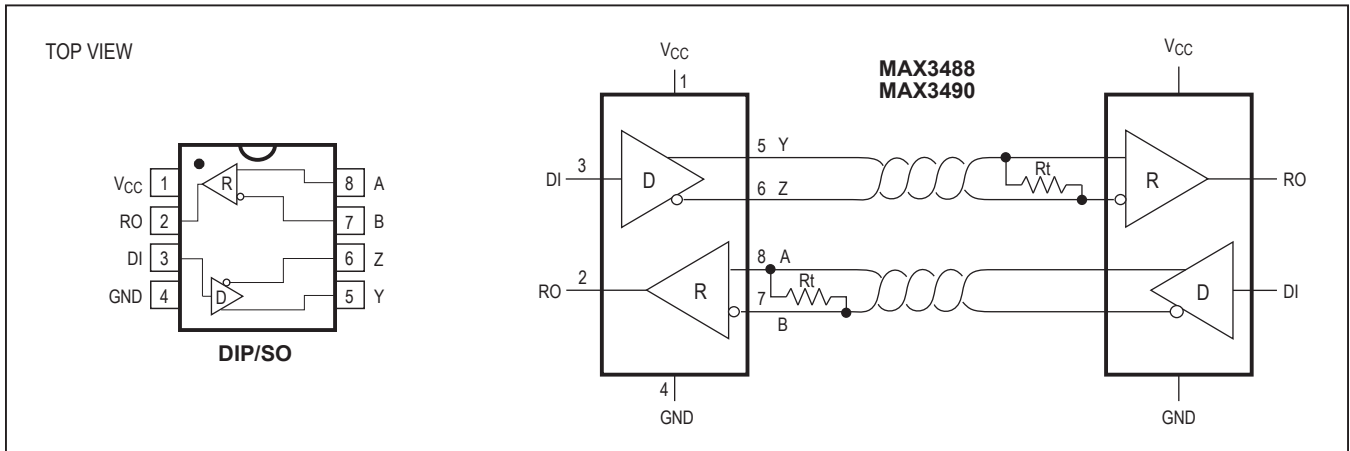 TOP VIEW
VCC 1
RO 2
DI 3
GND 4
8 A
7 B
6 Z
5 Y
R
D
DIP/SO
MAX3488
MAX3490
VCC
1
DI 3
D
5 Y
6 Z
Rt
R
RO
VCC
RO 2
R
8 A
7 B
Rt
D
DI
4
GND
GND